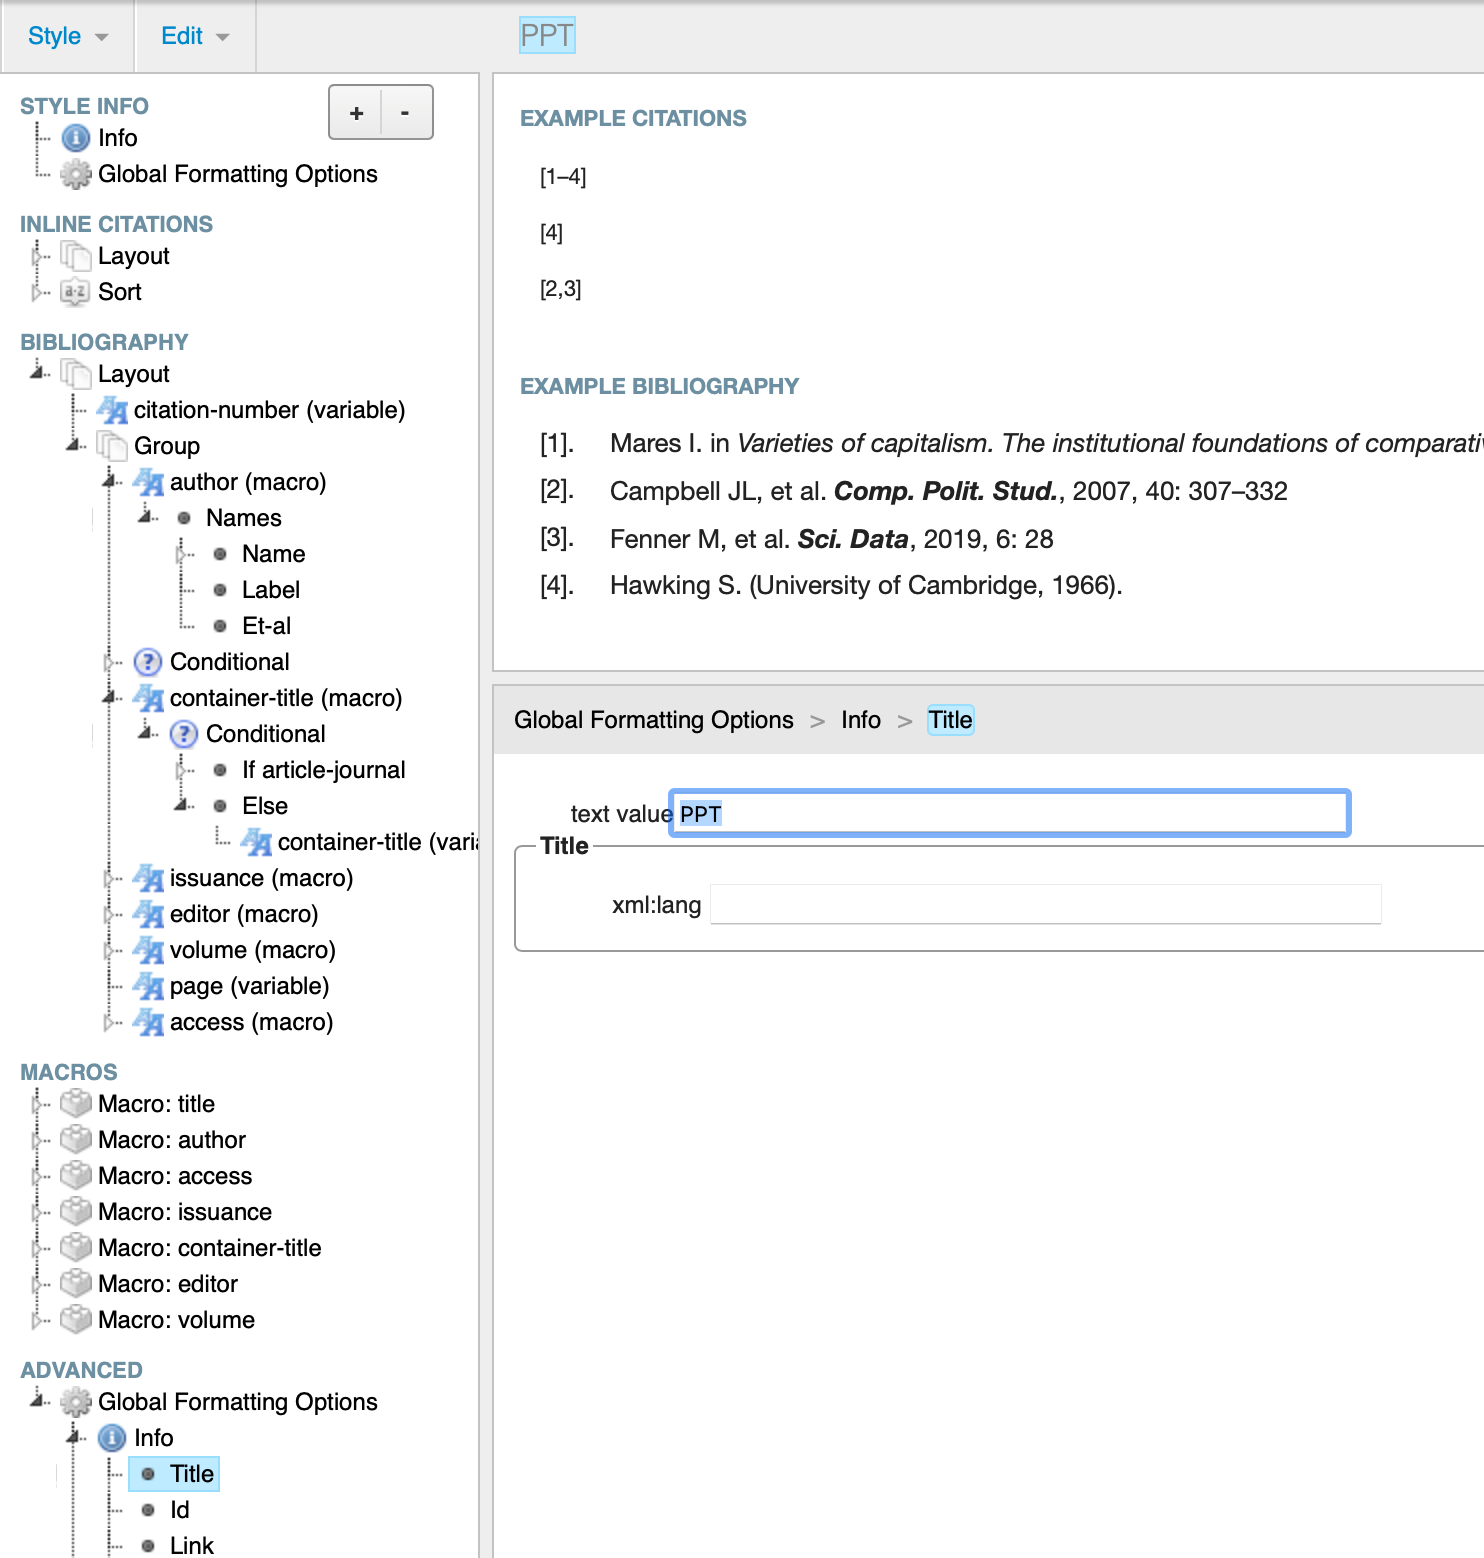 Style
Edit
PPT
STYLE INFO
+ -
Info
Global Formatting Options
INLINE CITATIONS
Layout
a-z Sort
BIBLIOGRAPHY
Layout
citation-number (variable)
Group
author (macro)
Names
Name
Label
Et-al
? Conditional
container-title (macro)
? Conditional
If article-journal
Else
container-title (vari
issuance (macro)
editor (macro)
volume (macro)
page (variable)
access (macro)
MACROS
Macro: title
Macro: author
Macro: access
Macro: issuance
Macro: container-title
Macro: editor
Macro: volume
ADVANCED
Global Formatting Options
Info
Title
Id
Link
EXAMPLE CITATIONS
[1–4]
[4]
[2,3]
EXAMPLE BIBLIOGRAPHY
[1]. Mares I. in Varieties of capitalism. The institutional foundations of comparati
[2]. Campbell JL, et al. Comp. Polit. Stud., 2007, 40: 307–332
[3]. Fenner M, et al. Sci. Data, 2019, 6: 28
[4]. Hawking S. (University of Cambridge, 1966).
Global Formatting Options > Info > Title
text value PPT
Title
xml:lang